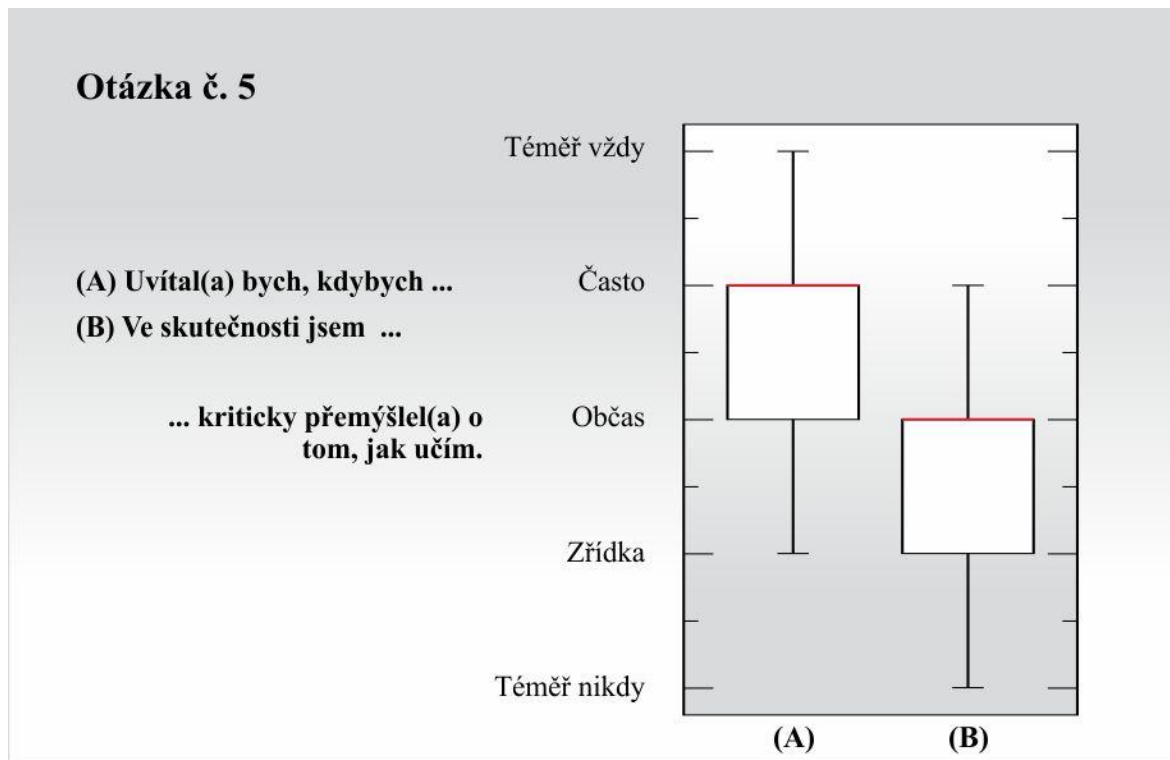 Otázka č. 5
Téměř vždy
(A) Uvítal(a) bych, kdybych ...
Často
(B) Ve skutečnosti jsem ...
... kriticky přemýšlel(a) o
Občas
tom, jak učím.
Zřídka
Téměř nikdy
(A) (B)